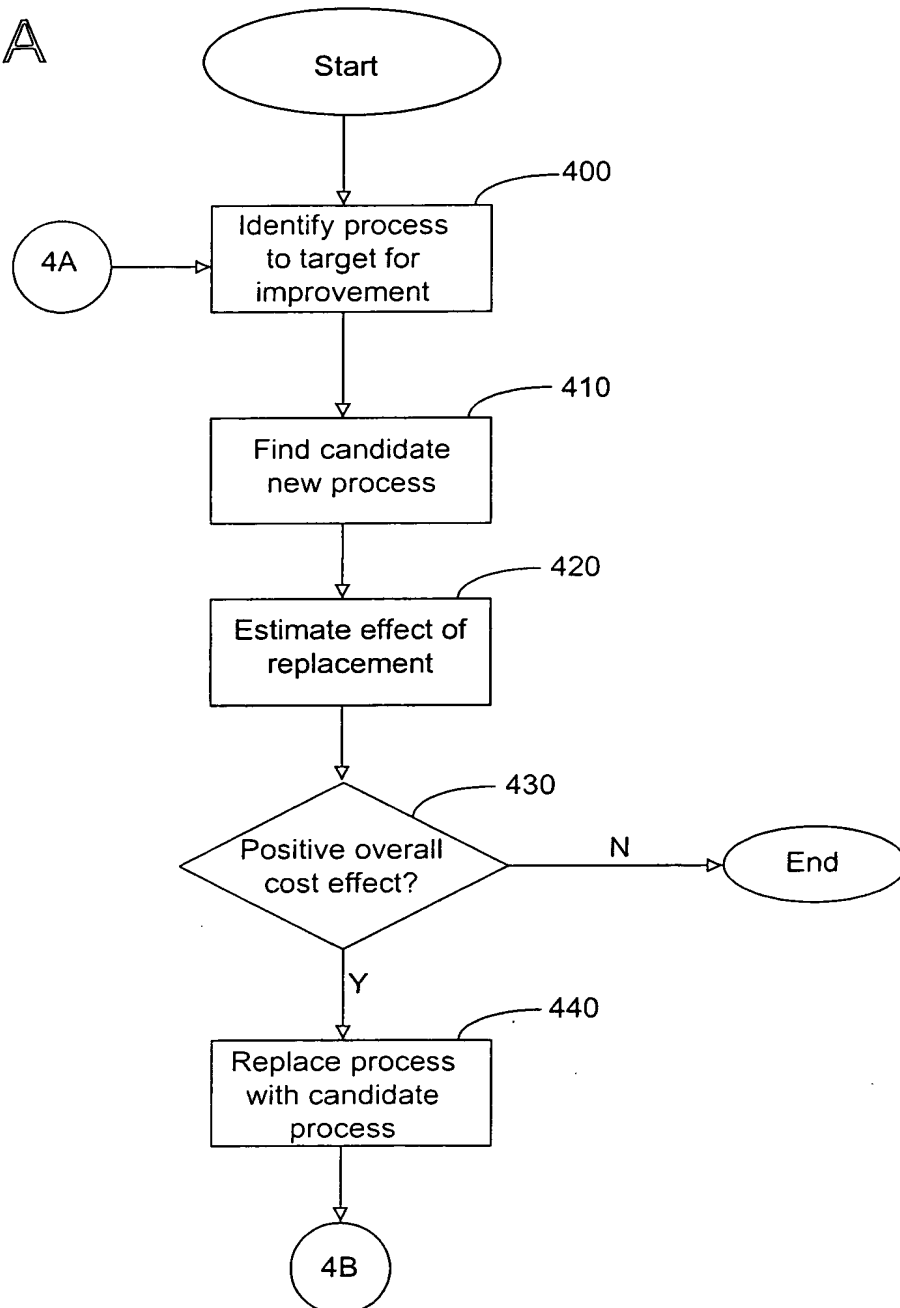 A
Start
400
Identify process
to target for
improvement
4A
410
Find candidate
new process
420
Estimate effect of
replacement
430
Positive overall
cost effect?
N
End
Y
440
Replace process
with candidate
process
4B